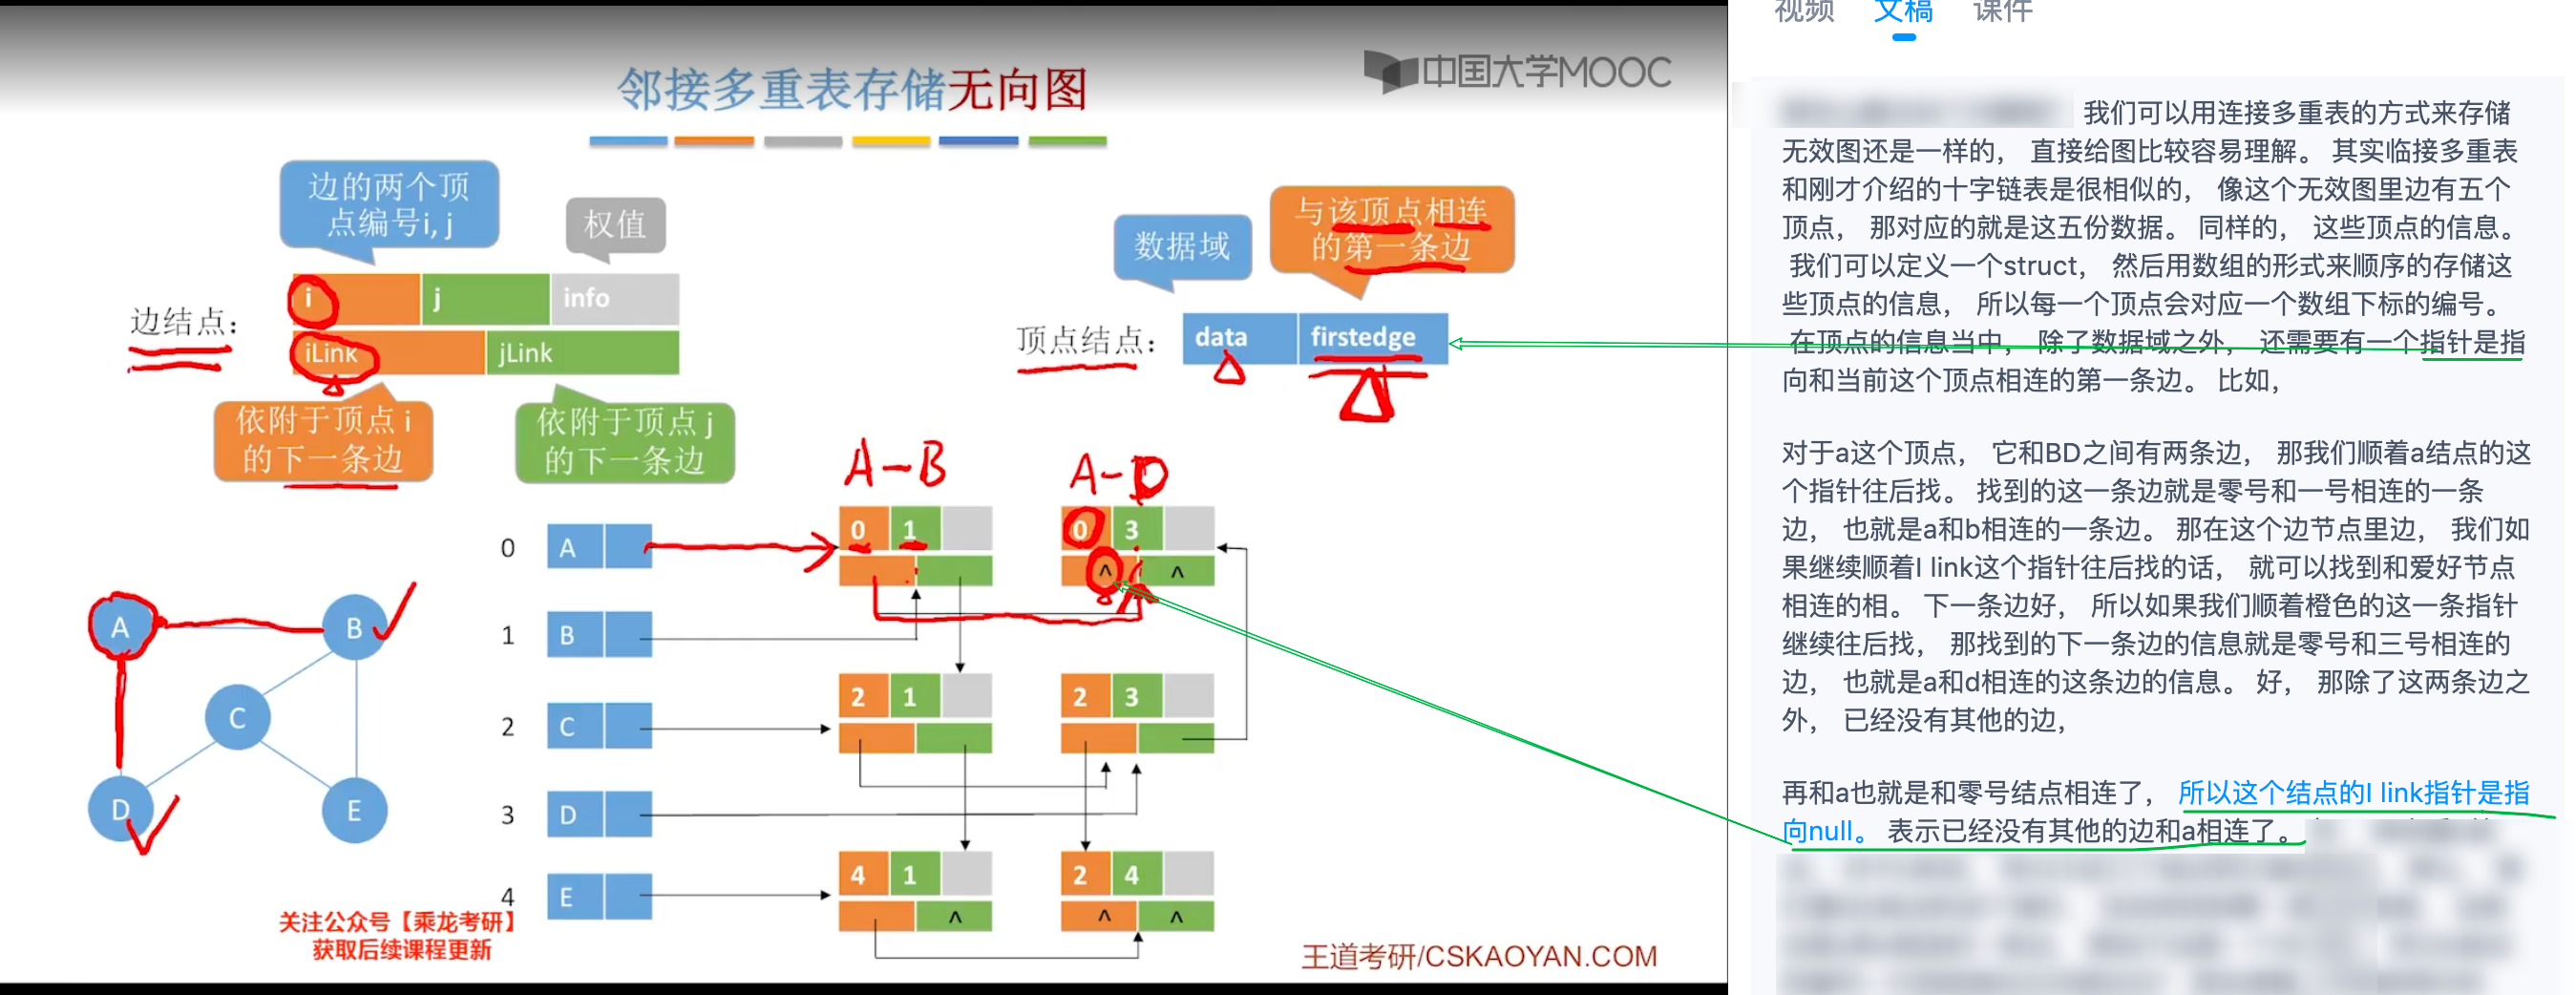 中国大学MOOC
邻接多重表存储无向图
边的两个顶
点编号i, j
权值
边结点：
i
j
info
iLink
jLink
依附于顶点 i
的下一条边
依附于顶点 j
的下一条边
数据域
与该顶点相连
的第一条边
顶点结点：
data
firstedge
A-B
A-D
0
A
0
1
0
3
^
^
1
B
2
C
2
1
2
3
3
D
4
E
4
1
^
2
4
^
^
A
B
C
D
E
关注公众号【乘龙考研】
获取后续课程更新
王道考研/CSKAOYAN.COM
视频
文稿
课件
我们可以用连接多重表的方式来存储
无效图还是一样的， 直接给图比较容易理解。 其实临接多重表
和刚才介绍的十字链表是很相似的， 像这个无效图里边有五个
顶点， 那对应的就是这五份数据。 同样的， 这些顶点的信息。
我们可以定义一个struct， 然后用数组的形式来顺序的存储这
些顶点的信息， 所以每一个顶点会对应一个数组下标的编号。
在顶点的信息当中， 除了数据域之外， 还需要有一个指针是指
向和当前这个顶点相连的第一条边。 比如，
对于a这个顶点， 它和BD之间有两条边， 那我们顺着a结点的这
个指针往后找。 找到的这一条边就是零号和一号相连的一条
边， 也就是a和b相连的一条边。 那在这个边节点里边， 我们如
果继续顺着I link这个指针往后找的话， 就可以找到和爱好节点
相连的相。 下一条边好， 所以如果我们顺着橙色的这一条指针
继续往后找， 那找到的下一条边的信息就是零号和三号相连的
边， 也就是a和d相连的这条边的信息。 好， 那除了这两条边之
外， 已经没有其他的边，
再和a也就是和零号结点相连了， 所以这个结点的I link指针是指
向null。 表示已经没有其他的边和a相连了。